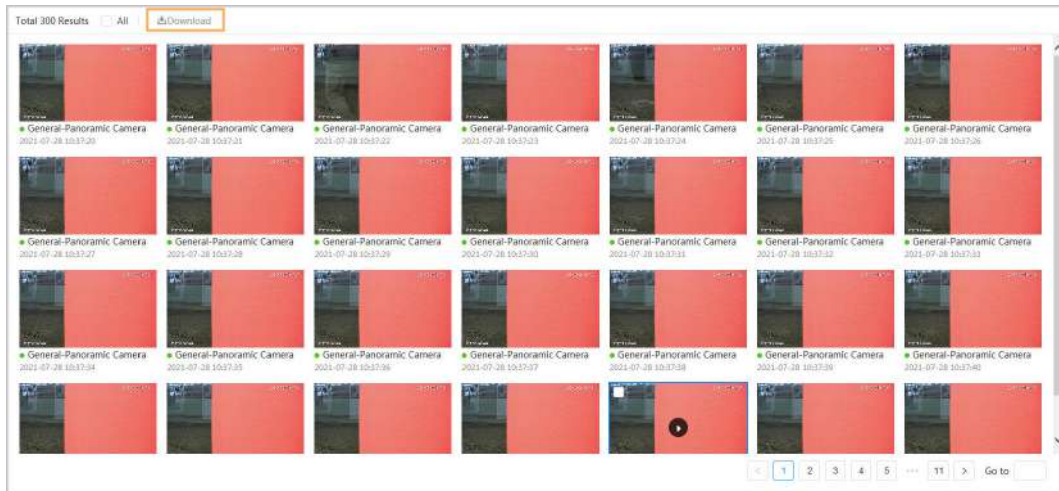 Total 300 Results All Download
General-Panoramic Camera General-Panoramic Camera General-Panoramic Camera General-Panoramic Camera General-Panoramic Camera General-Panoramic Camera General-Panoramic Camera
2021-07-28 10:37:20 2021-07-28 10:37:21 2021-07-28 10:37:22 2021-07-28 10:37:23 2021-07-28 10:37:24 2021-07-28 10:37:25 2021-07-28 10:37:26
General-Panoramic Camera General-Panoramic Camera General-Panoramic Camera General-Panoramic Camera General-Panoramic Camera General-Panoramic Camera General-Panoramic Camera
2021-07-28 10:37:27 2021-07-28 10:37:28 2021-07-28 10:37:29 2021-07-28 10:37:30 2021-07-28 10:37:31 2021-07-28 10:37:32 2021-07-28 10:37:33
General-Panoramic Camera General-Panoramic Camera General-Panoramic Camera General-Panoramic Camera General-Panoramic Camera General-Panoramic Camera General-Panoramic Camera
2021-07-28 10:37:34 2021-07-28 10:37:35 2021-07-28 10:37:36 2021-07-28 10:37:37 2021-07-28 10:37:38 2021-07-28 10:37:39 2021-07-28 10:37:40
< 1 2 3 4 5 ... 11 > Go to